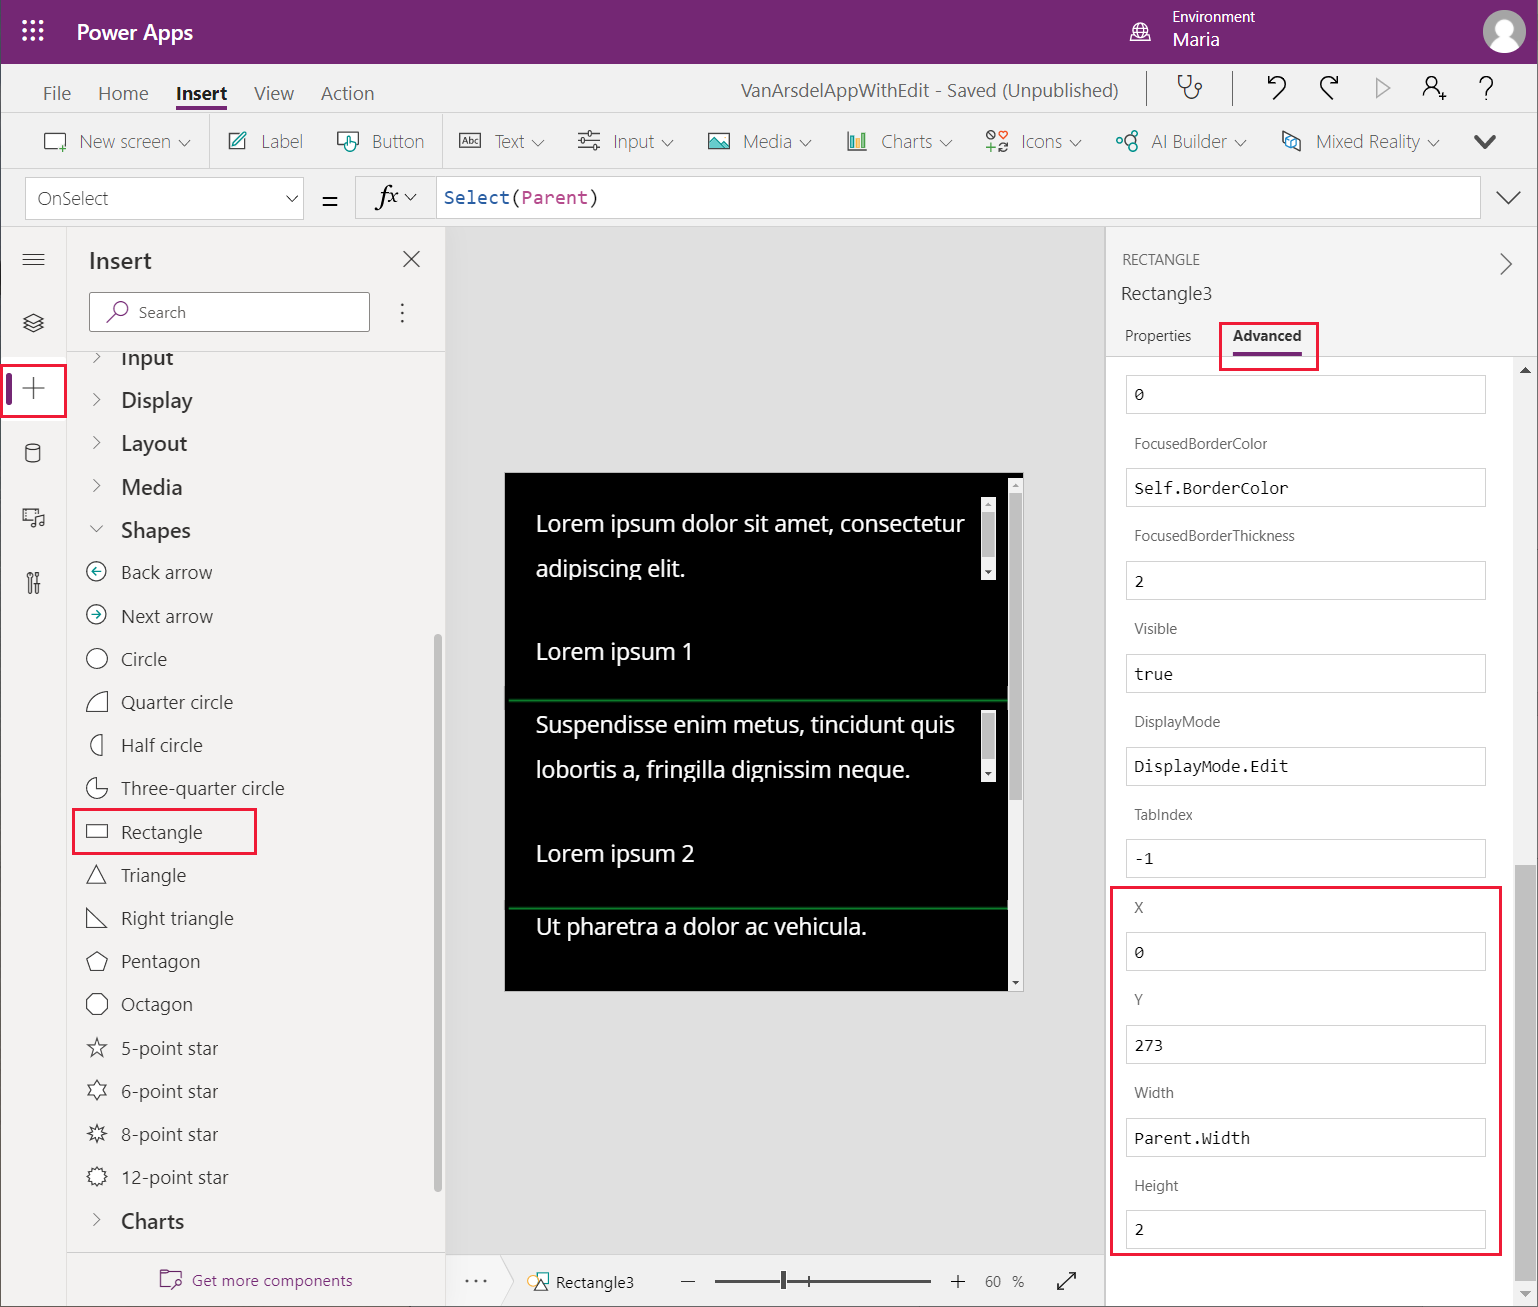 Power Apps
Environment
Maria
File Home Insert View Action
VanArsdelAppWithEdit - Saved (Unpublished)
New screen Label Button Abc Text Input Media Charts Icons AI Builder Mixed Reality
OnSelect = fx Select(Parent)
Insert
Search
Input
Display
Layout
Media
Shapes
Back arrow
Next arrow
Circle
Quarter circle
Half circle
Three-quarter circle
Rectangle
Triangle
Right triangle
Pentagon
Octagon
5-point star
6-point star
8-point star
12-point star
Charts
Get more components
Lorem ipsum dolor sit amet, consectetur
adipiscing elit.
Lorem ipsum 1
Suspendisse enim metus, tincidunt quis
lobortis a, fringilla dignissim neque.
Lorem ipsum 2
Ut pharetra a dolor ac vehicula.
Rectangle3
60 %
RECTANGLE
Rectangle3
Properties Advanced
0
FocusedBorderColor
Self.BorderColor
FocusedBorderThickness
2
Visible
true
DisplayMode
DisplayMode.Edit
TabIndex
-1
X
0
Y
273
Width
Parent.Width
Height
2